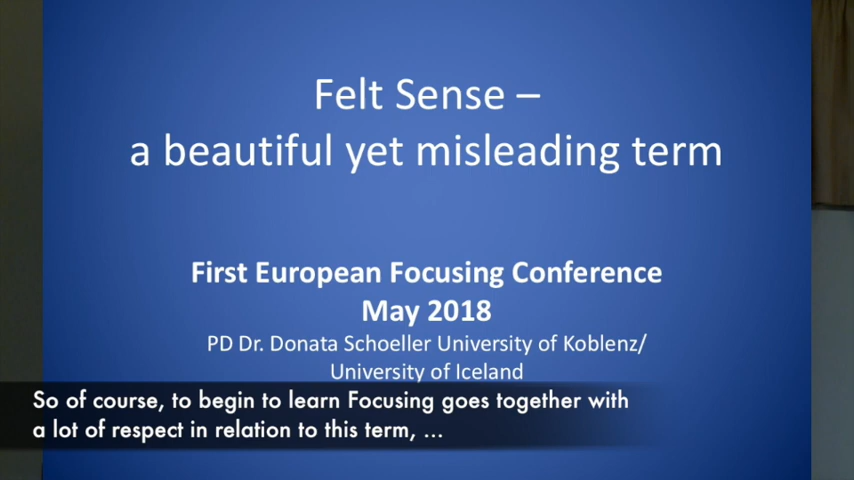 Felt Sense –
a beautiful yet misleading term
First European Focusing Conference
May 2018
PD Dr. Donata Schoeller University of Koblenz/
University of Iceland
So of course, to begin to learn Focusing goes together with
a lot of respect in relation to this term, ...